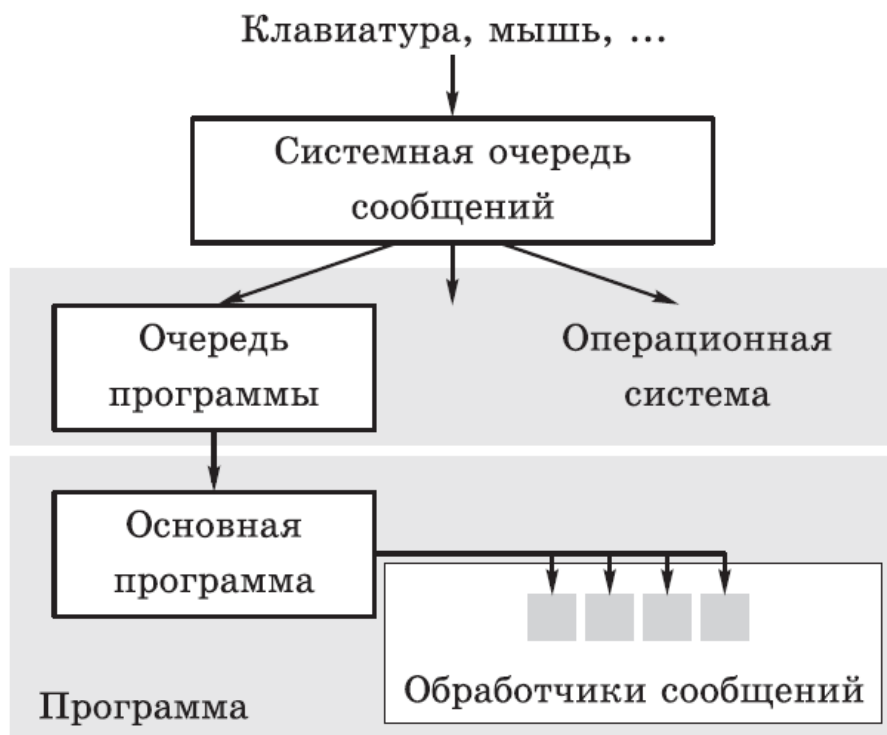 Клавиатура, мышь, ...
Системная очередь
сообщений
Очередь
программы
Операционная
система
Основная
программа
Обработчики сообщений
Программа